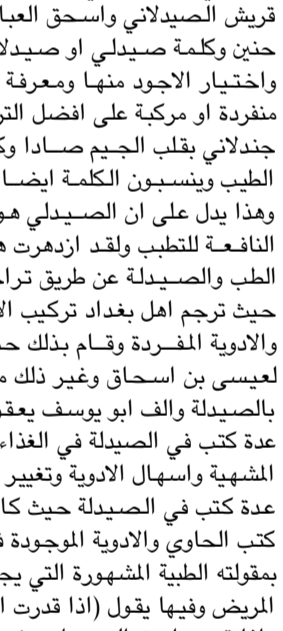 قريش الصيدلاني واسحق العبا
حنين وكلمة صيدلي او صيدلا
واختيار الاجود منها ومعرفة
منفردة او مركبة على افضل التر
جندلاني بقلب الجيم صادا وك
الطيب وينسبون الكلمة ايضا
وهذا يدل على ان الصيدلي هو
النافعة للتطبب ولقد ازدهرت ه
الطب والصيدلة عن طريق ترا
حيث ترجم اهل بغداد تركيب الا
والادوية المفردة وقام بذلك ح
لعيسى بن اسحاق وغير ذلك م
بالصيدلة والف ابو يوسف يعق
عدة كتب في الصيدلة في الغذاء
المشهية واسهال الادوية وتغيير
عدة كتب في الصيدلة حيث كا
كتب الحاوي والادوية الموجودة ف
بمقولته الطبية المشهورة التي يج
المريض وفيها يقول (اذا قدرت ا